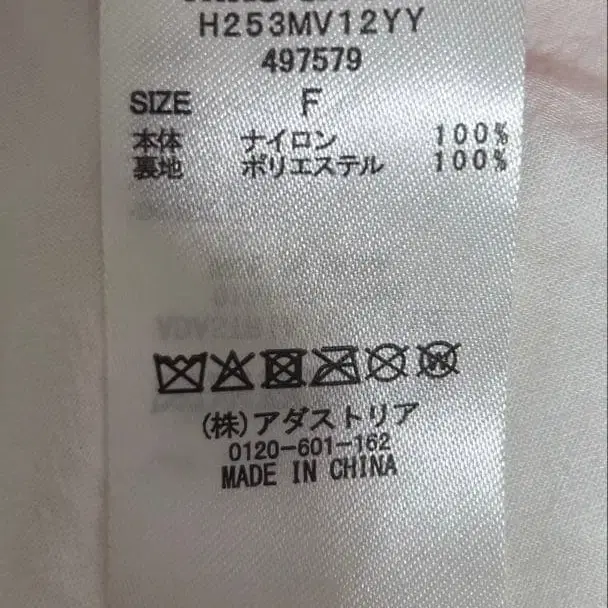 H253MV12YY
497579
SIZE F
本体 ナイロン 100%
裏地 ポリエステル 100%
(株)アダストリア
0120-601-162
MADE IN CHINA